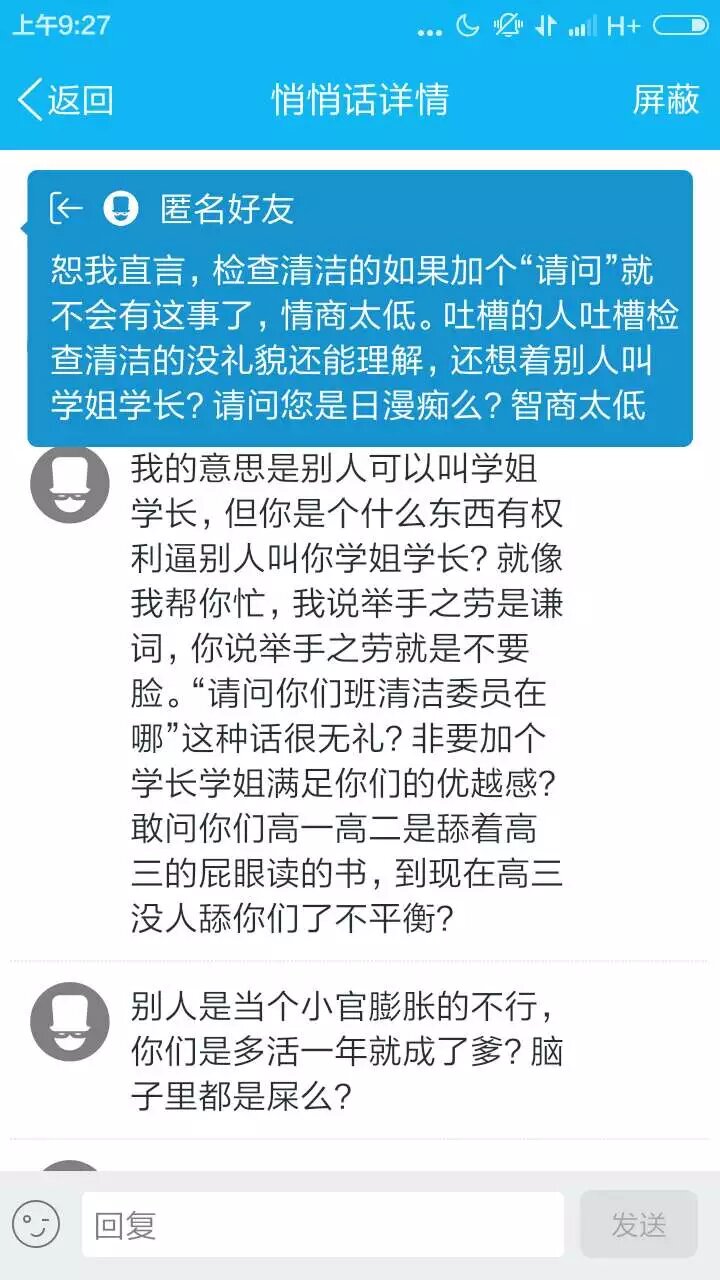 上午9:27
... H+
返回 悄悄话详情 屏蔽
匿名好友
恕我直言，检查清洁的如果加个“请问”就
不会有这事了，情商太低。吐槽的人吐槽检
查清洁的没礼貌还能理解，还想着别人叫
学姐学长？请问您是日漫痴么？智商太低
我的意思是别人可以叫学姐
学长，但你是个什么东西有权
利逼别人叫你学姐学长？就像
我帮你忙，我说举手之劳是谦
词，你说举手之劳就是不要
脸。“请问你们班清洁委员在
哪”这种话很无礼？非要加个
学长学姐满足你们的优越感？
敢问你们高一高二是舔着高
三的屁眼读的书，到现在高三
没人舔你们了不平衡？
别人是当个小官膨胀的不行，
你们是多活一年就成了爹？脑
子里都是屎么？
回复 发送